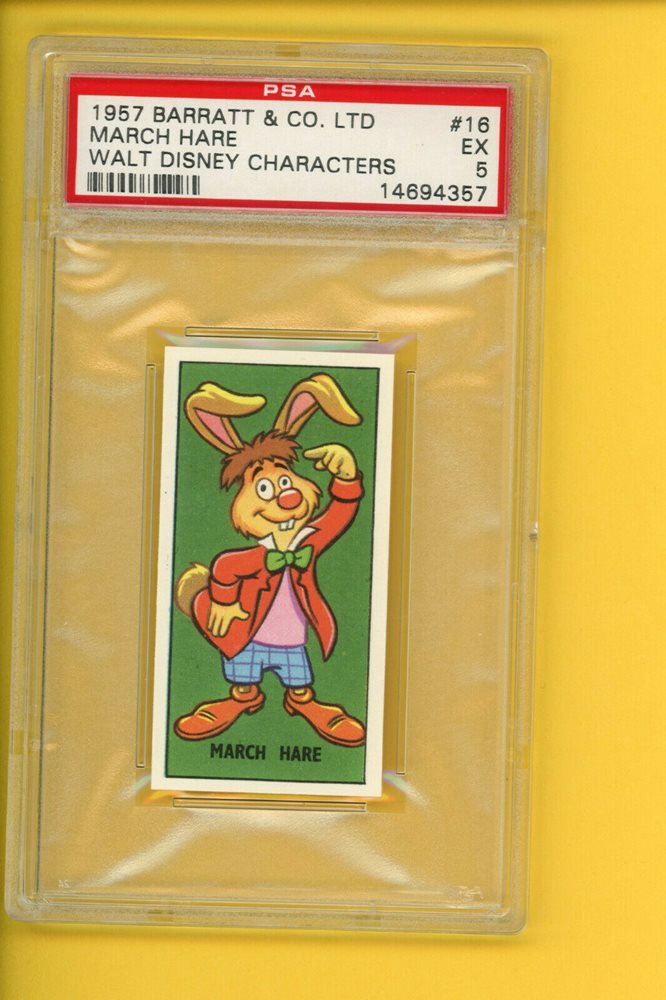 PSA
1957 BARRATT & CO. LTD #16
MARCH HARE EX
WALT DISNEY CHARACTERS 5
14694357
MARCH HARE